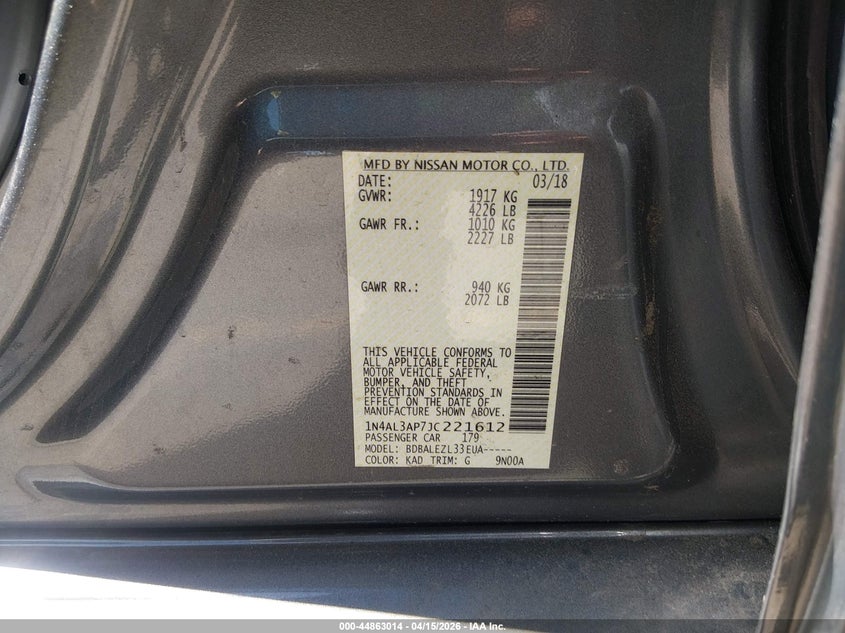 MFD BY NISSAN MOTOR CO., LTD.
DATE: 03/18
GVWR: 1917 KG
4226 LB
GAWR FR.: 1010 KG
2227 LB
GAWR RR.: 940 KG
2072 LB
THIS VEHICLE CONFORMS TO
ALL APPLICABLE FEDERAL
MOTOR VEHICLE SAFETY,
BUMPER, AND THEFT
PREVENTION STANDARDS IN
EFFECT ON THE DATE OF
MANUFACTURE SHOWN ABOVE.
1N4AL3AP7JC221612
PASSENGER CAR 179
MODEL: BDBALEZL33EUA-----
COLOR: KAD TRIM: G 9N00A
000-44863014 - 04/15/2026 - IAA Inc.